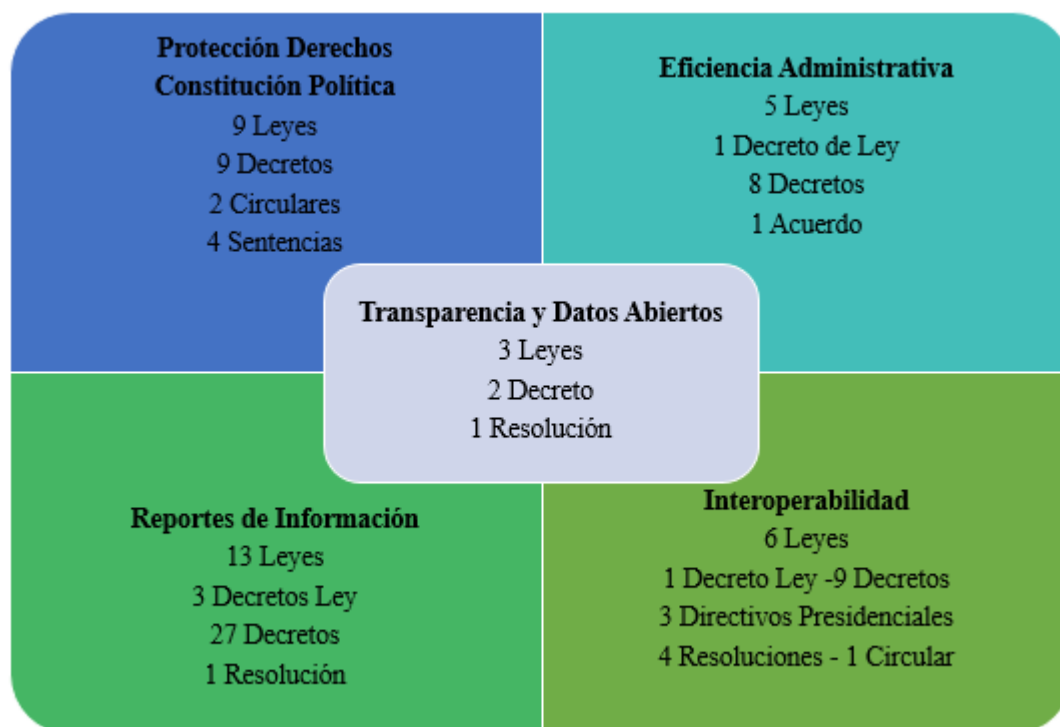 Protección Derechos
Constitución Política
9 Leyes
9 Decretos
2 Circulares
4 Sentencias
Eficiencia Administrativa
5 Leyes
1 Decreto de Ley
8 Decretos
1 Acuerdo
Transparencia y Datos Abiertos
3 Leyes
2 Decreto
1 Resolución
Reportes de Información
13 Leyes
3 Decretos Ley
27 Decretos
1 Resolución
Interoperabilidad
6 Leyes
1 Decreto Ley -9 Decretos
3 Directivos Presidenciales
4 Resoluciones - 1 Circular